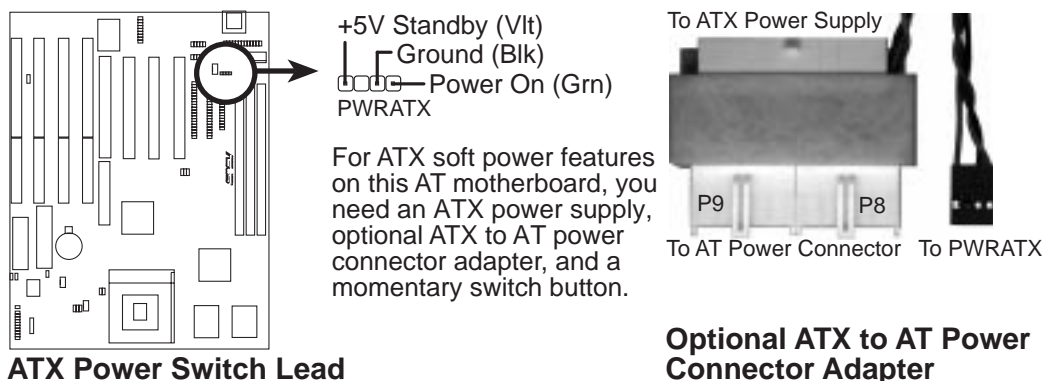 +5V Standby (Vlt)
Ground (Blk)
Power On (Grn)
PWRATX
For ATX soft power features
on this AT motherboard, you
need an ATX power supply,
optional ATX to AT power
connector adapter, and a
momentary switch button.
ATX Power Switch Lead
To ATX Power Supply
P9
P8
To AT Power Connector
To PWRATX
Optional ATX to AT Power
Connector Adapter